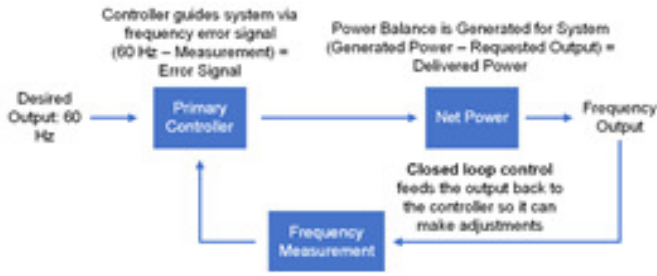 Controller guides system via
frequency error signal
(60 Hz – Measurement) =
Error Signal
Power Balance is Generated for System
(Generated Power – Requested Output) =
Delivered Power
Desired
Output: 60
Hz
Primary
Controller
Net Power
Frequency
Output
Closed loop control
feeds the output back to
the controller so it can
make adjustments
Frequency
Measurement